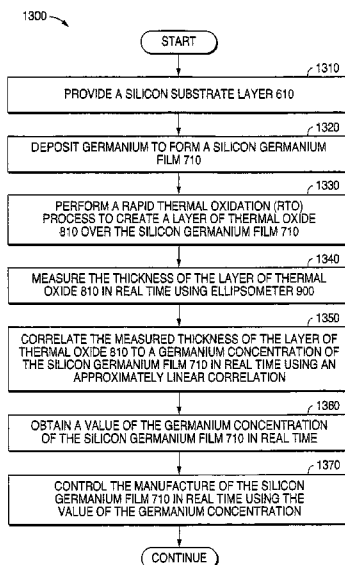 1300
START
1310
PROVIDE A SILICON SUBSTRATE LAYER 610
1320
DEPOSIT GERMANIUM TO FORM A SILICON GERMANIUM
FILM 710
1330
PERFORM A RAPID THERMAL OXIDATION (RTO)
PROCESS TO CREATE A LAYER OF THERMAL OXIDE
810 OVER THE SILICON GERMANIUM FILM 710
1340
MEASURE THE THICKNESS OF THE LAYER OF THERMAL
OXIDE 810 IN REAL TIME USING ELLIPSOMETER 900
1350
CORRELATE THE MEASURED THICKNESS OF THE LAYER OF
THERMAL OXIDE 810 TO A GERMANIUM CONCENTRATION OF
THE SILICON GERMANIUM FILM 710 IN REAL TIME USING AN
APPROXIMATELY LINEAR CORRELATION
1360
OBTAIN A VALUE OF THE GERMANIUM CONCENTRATION
OF THE SILICON GERMANIUM FILM 710 IN REAL TIME
1370
CONTROL THE MANUFACTURE OF THE SILICON
GERMANIUM FILM 710 IN REAL TIME USING THE
VALUE OF THE GERMANIUM CONCENTRATION
CONTINUE